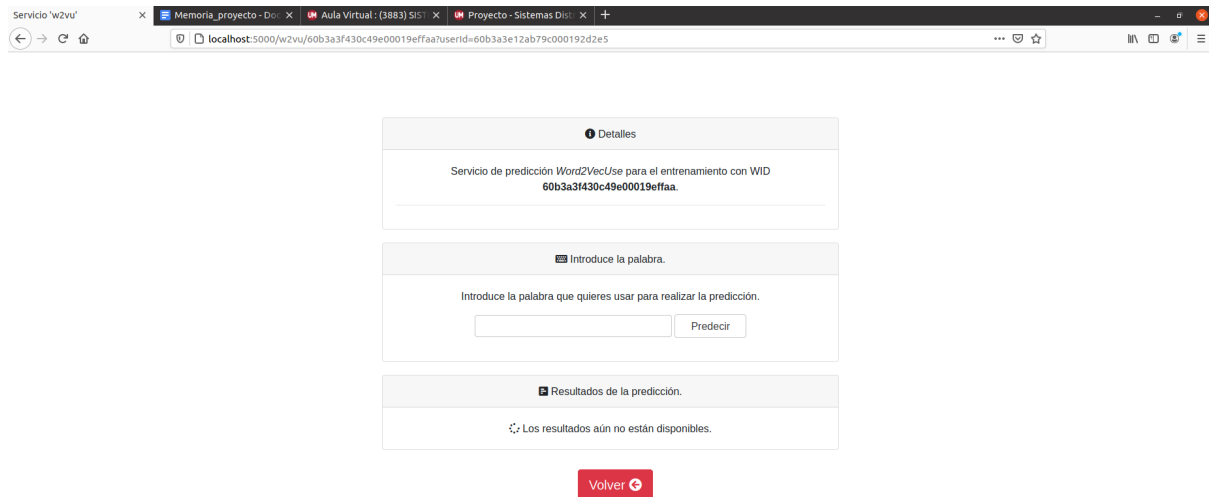 Servicio 'w2vu'
Memoria_proyecto - Doc
UM Aula Virtual : (3883) SIST
UM Proyecto - Sistemas Dist
localhost:5000/w2vu/60b3a3f430c49e00019effaa?userId=60b3a3e12ab79c000192d2e5
Detalles
Servicio de predicción Word2VecUse para el entrenamiento con WID
60b3a3f430c49e00019effaa.
Introduce la palabra.
Introduce la palabra que quieres usar para realizar la predicción.
Predecir
Resultados de la predicción.
Los resultados aún no están disponibles.
Volver